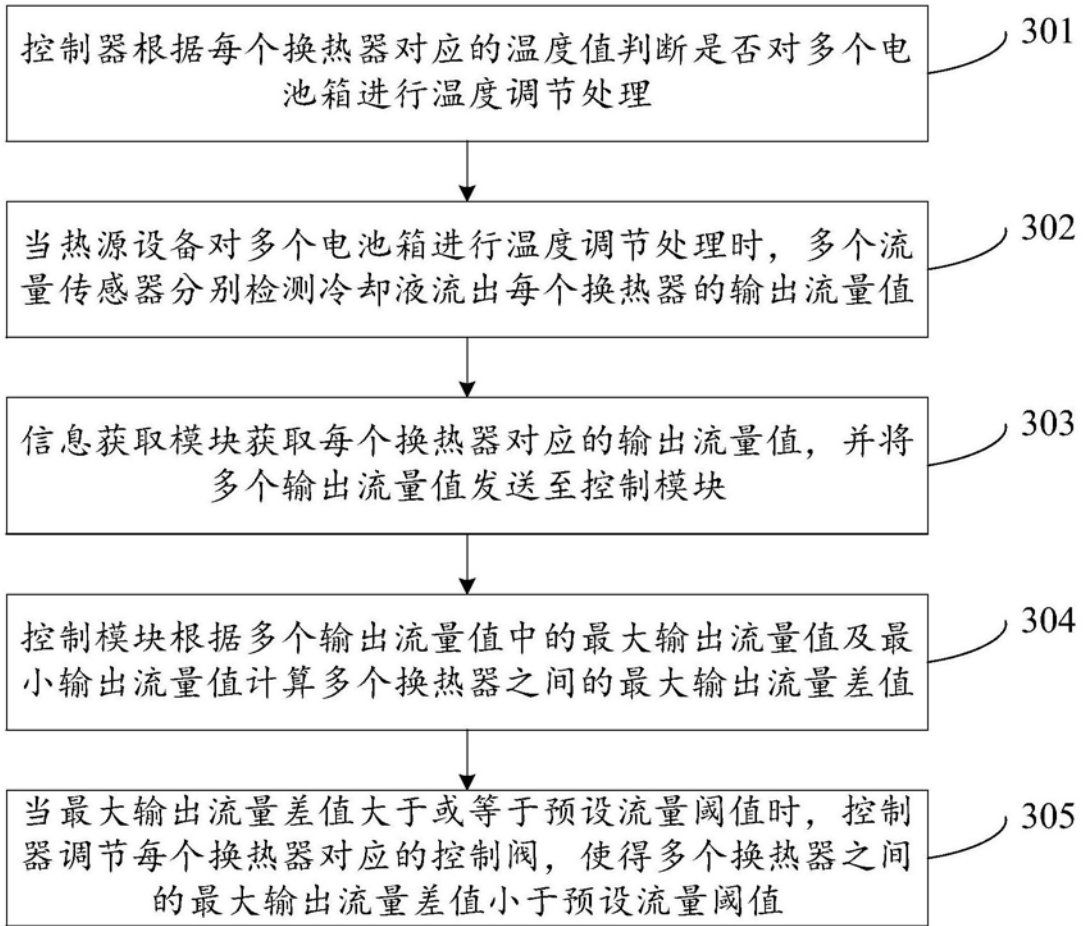 控制器根据每个换热器对应的温度值判断是否对多个电
池箱进行温度调节处理
301
当热源设备对多个电池箱进行温度调节处理时，多个流
量传感器分别检测冷却液流出每个换热器的输出流量值
302
信息获取模块获取每个换热器对应的输出流量值，并将
多个输出流量值发送至控制模块
303
控制模块根据多个输出流量值中的最大输出流量值及最
小输出流量值计算多个换热器之间的最大输出流量差值
304
当最大输出流量差值大于或等于预设流量阈值时，控制
器调节每个换热器对应的控制阀，使得多个换热器之间
的最大输出流量差值小于预设流量阈值
305